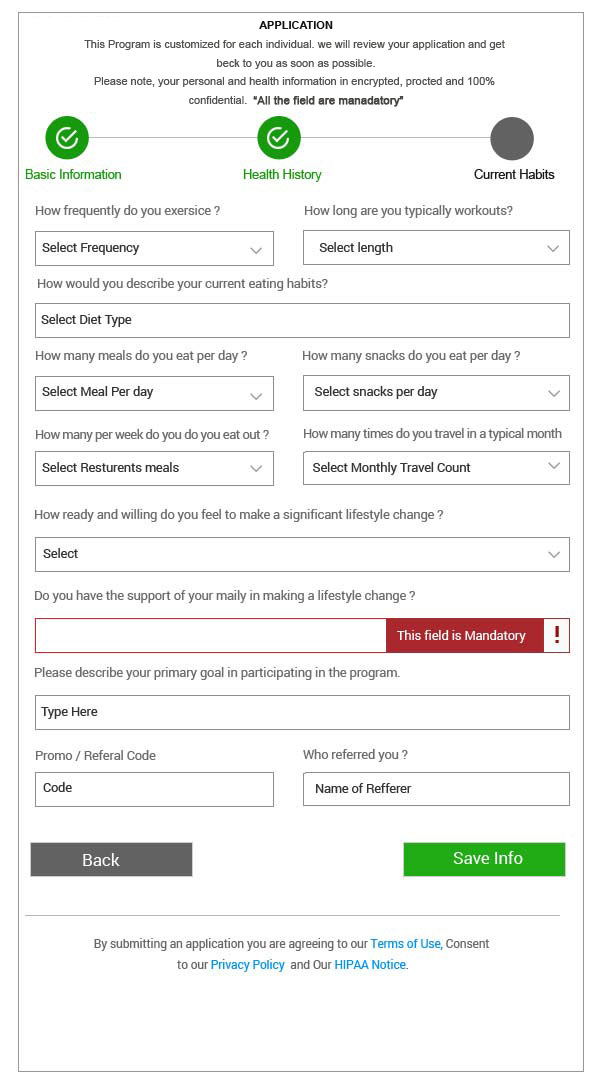 APPLICATION
This Program is customized for each individual. we will review your application and get
beck to you as soon as possible.
Please note, your personal and health information in encrypted, procted and 100%
confidential. "All the field are manadatory"
Basic Information
Health History
Current Habits
How frequently do you exersice ?
How long are you typically workouts?
Select Frequency
Select length
How would you describe your current eating habits?
Select Diet Type
How many meals do you eat per day ?
How many snacks do you eat per day ?
Select Meal Per day
Select snacks per day
How many per week do you do you eat out ?
How many times do you travel in a typical month
Select Resturents meals
Select Monthly Travel Count
How ready and willing do you feel to make a significant lifestyle change ?
Select
Do you have the support of your maily in making a lifestyle change ?
This field is Mandatory
!
Please describe your primary goal in participating in the program.
Type Here
Promo / Referal Code
Who referred you ?
Code
Name of Refferer
Back
Save Info
By submitting an application you are agreeing to our Terms of Use, Consent
to our Privacy Policy and Our HIPAA Notice.